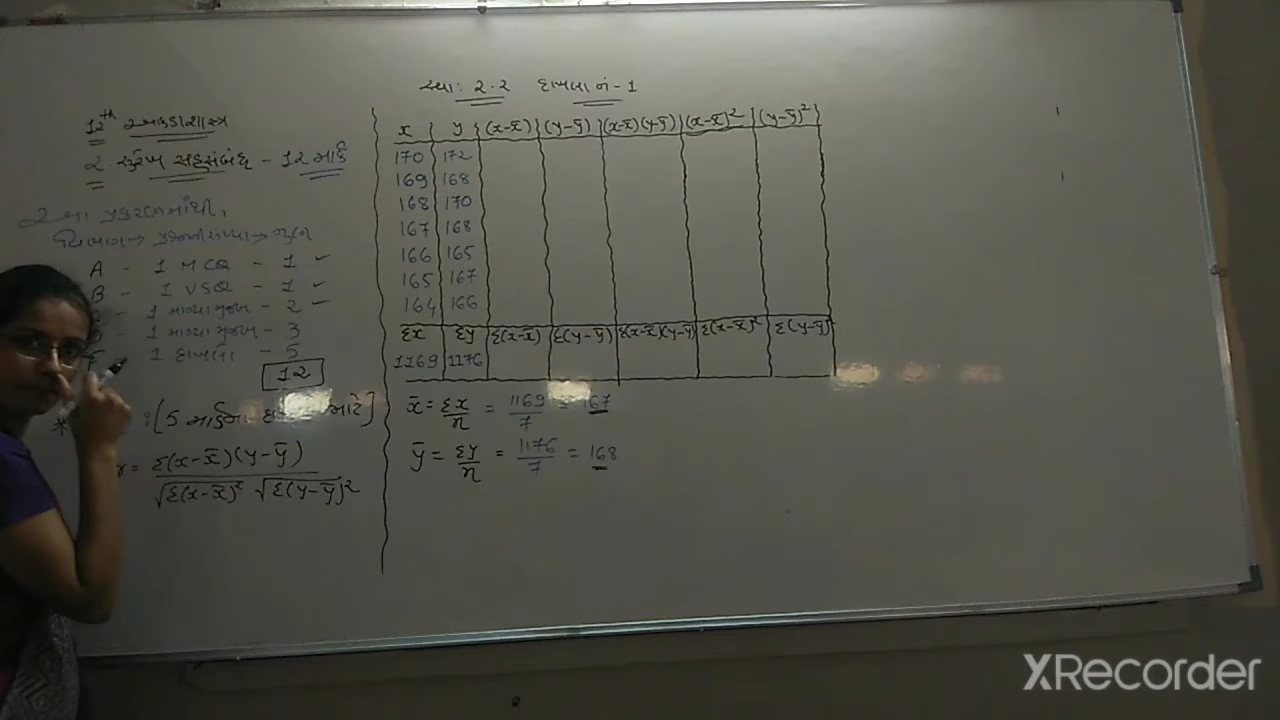 12th આંકડાશાસ્ત્ર
2 સુરેખ સહસંબંધ - 12 માર્ક
2 આ પ્રકરણમાંથી,
વિભાગ → પ્રશ્નની સંખ્યા → ગુણ
A - 1 MCQ - 1 ✓
B - 1 VSQ - 1 ✓
1 માગ્યા મુજબ - 2 ✓
1 માગ્યા મુજબ - 3
F 1 દાખલા - 5
12
* :[5 માર્કના માટે]
r = Σ(x-x̄)(y-ȳ) / √Σ(x-x̄)² √Σ(y-ȳ)²
સ્વા: 2.2 દાખલા નં - 1
x y (x-x̄) (y-ȳ) (x-x̄)(y-ȳ) (x-x̄)² (y-ȳ)²
170 172
169 168
168 170
167 168
166 165
165 167
164 166
Σx Σy Σ(x-x̄) Σ(y-ȳ) Σ(x-x̄)(y-ȳ) Σ(x-x̄)² Σ(y-ȳ)²
1169 1176
x̄ = Σx/n = 1169/7 = 167
ȳ = Σy/n = 1176/7 = 168
XRecorder